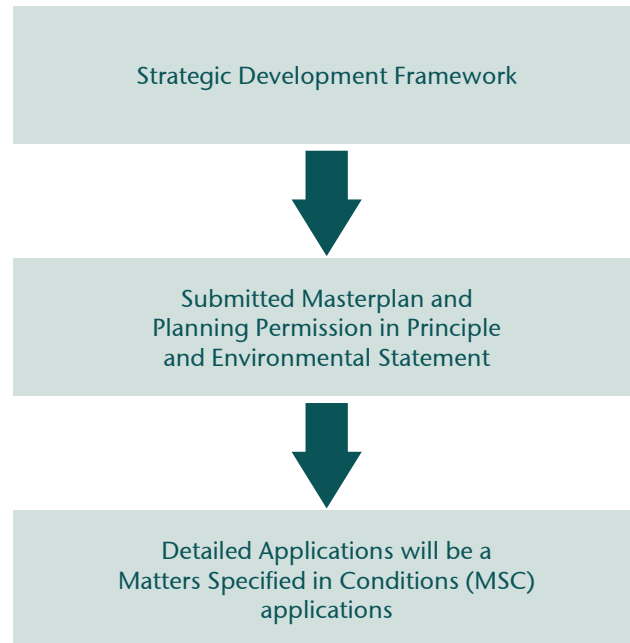 Strategic Development Framework
Submitted Masterplan and
Planning Permission in Principle
and Environmental Statement
Detailed Applications will be a
Matters Specified in Conditions (MSC)
applications